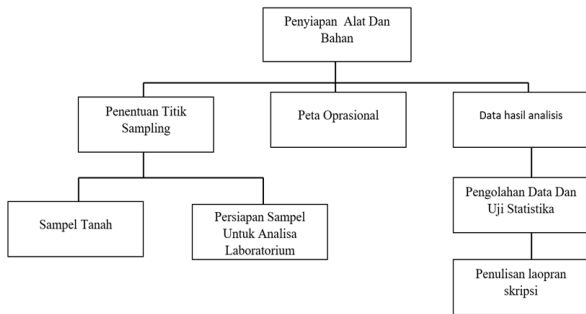 Penyiapan Alat Dan
Bahan
Penentuan Titik
Sampling
Peta Oprasional
Data hasil analisis
Sampel Tanah
Persiapan Sampel
Untuk Analisa
Laboratorium
Pengolahan Data Dan
Uji Statistika
Penulisan laopran
skripsi